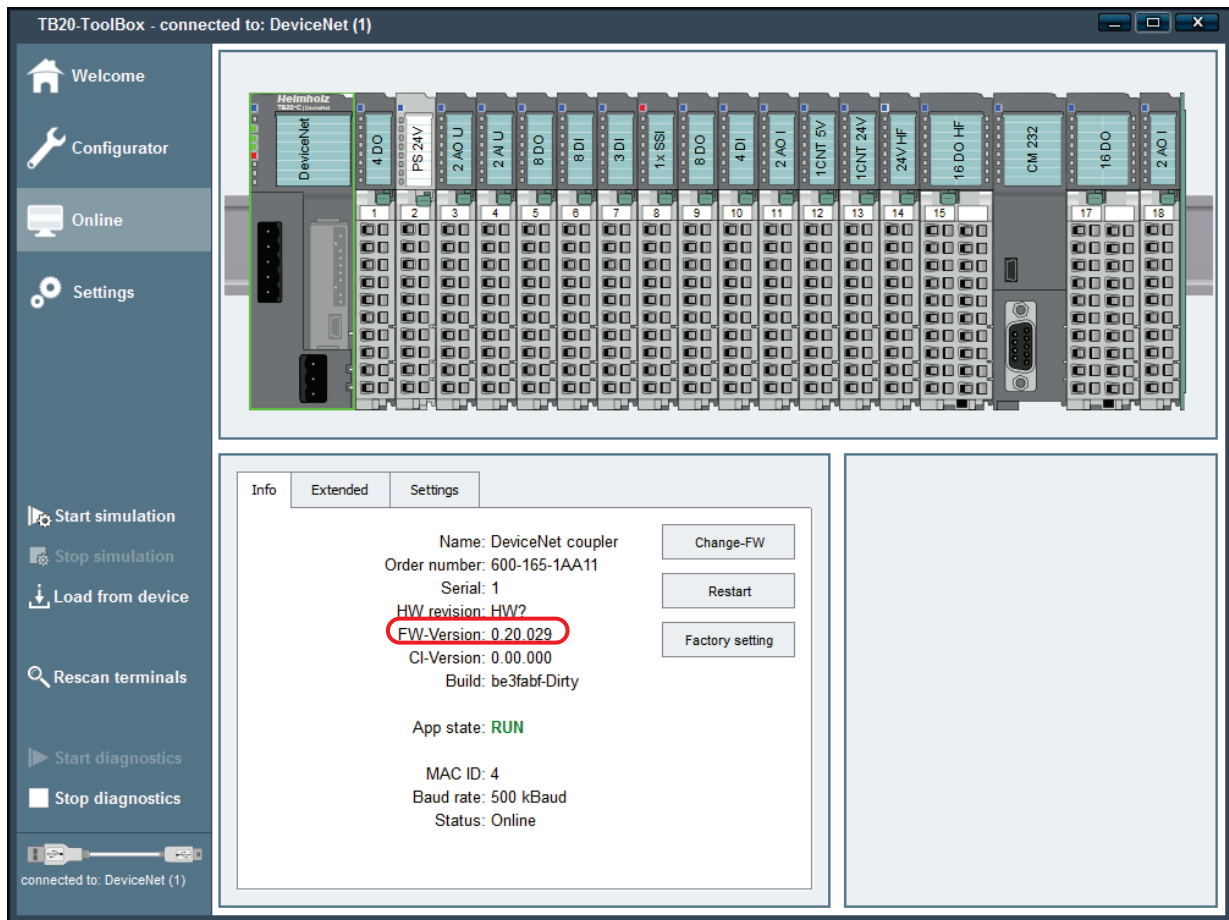 TB20-ToolBox - connected to: DeviceNet (1)
Welcome
Configurator
Online
Settings
Start simulation
Stop simulation
Load from device
Rescan terminals
Start diagnostics
Stop diagnostics
connected to: DeviceNet (1)
Helmholz
TB20-C | DeviceNet
DeviceNet
4 DO
PS 24V
2 AO U
2 AI U
8 DO
8 DI
3 DI
1x SSI
8 DO
4 DI
2 AO I
1CNT 5V
1CNT 24V
24V HF
16 DO HF
CM 232
16 DO
2 AO I
1 2 3 4 5 6 7 8 9 10 11 12 13 14 15 17 18
Info Extended Settings
Name: DeviceNet coupler
Order number: 600-165-1AA11
Serial: 1
HW revision: HW?
FW-Version: 0.20.029
CI-Version: 0.00.000
Build: be3fabf-Dirty
App state: RUN
MAC ID: 4
Baud rate: 500 kBaud
Status: Online
Change-FW
Restart
Factory setting